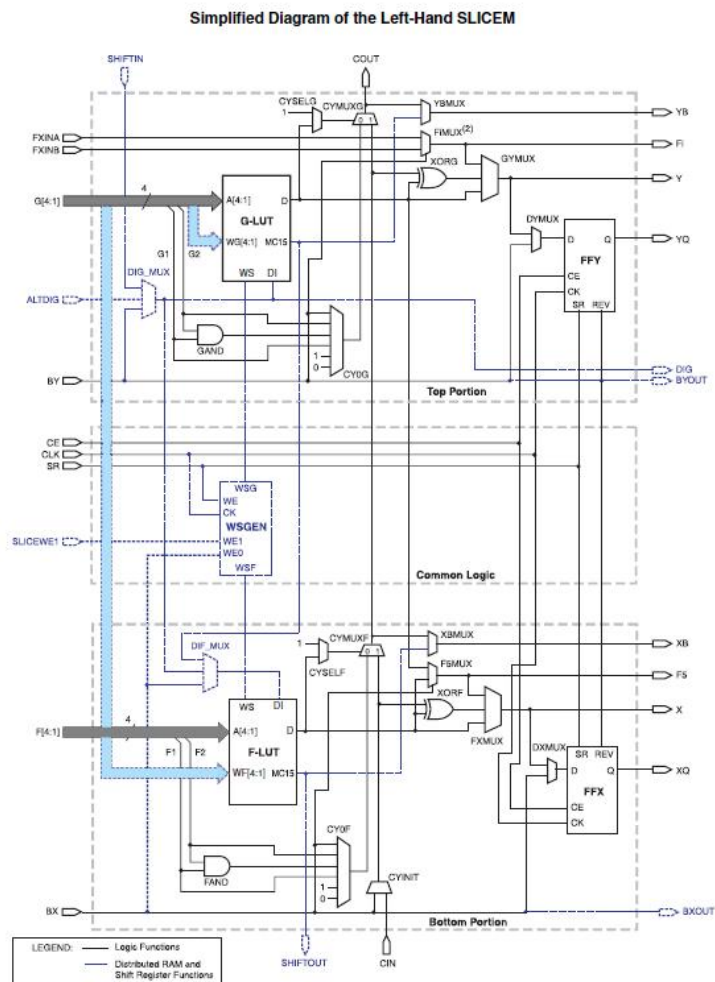 Simplified Diagram of the Left-Hand SLICEM
SHIFTIN
COUT
CYSELG
CYMUXG
YBMUX
1
0 1
YB
FXINA
FXINB
FiMUX(2)
Fi
XORG
GYMUX
Y
G[4:1]
4
A[4:1]
D
G-LUT
WG[4:1]
MC15
G1
G2
WS
DI
DYMUX
D
Q
YQ
FFY
CE
CK
SR REV
DIG_MUX
ALTDIG
GAND
1
0
CY0G
BY
DIG
BYOUT
Top Portion
CE
CLK
SR
WSG
WE
CK
WSGEN
SLICEWE1
WE1
WE0
WSF
Common Logic
DIF_MUX
1
CYMUXF
0 1
XBMUX
XB
CYSELF
F5MUX
F5
XORF
X
FXMUX
WS
DI
F[4:1]
4
A[4:1]
D
F-LUT
F1
F2
WF[4:1]
MC15
DXMUX
SR REV
D
Q
XQ
FFX
CE
CK
CY0F
FAND
1
0
CYINIT
BX
BXOUT
Bottom Portion
SHIFTOUT
CIN
LEGEND:
Logic Functions
Distributed RAM and
Shift Register Functions